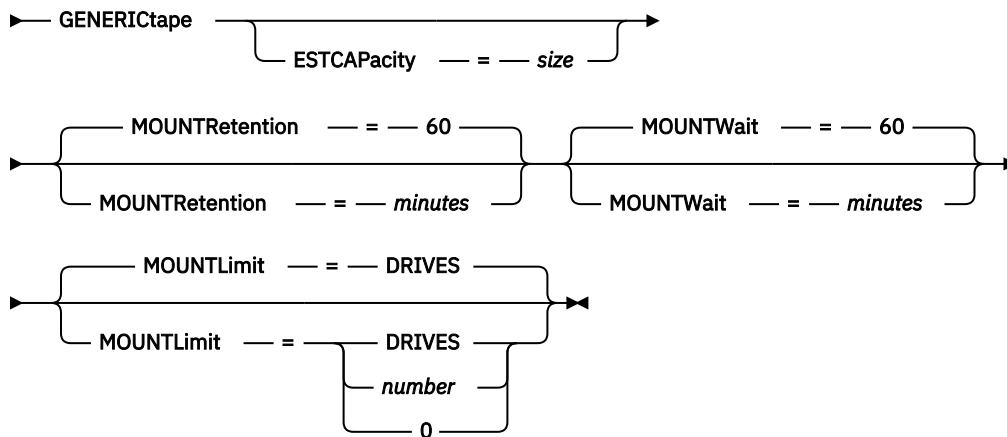 GENERICtape
ESTCAPacity = size
MOUNTRetention = 60 MOUNTWait = 60
MOUNTRetention = minutes MOUNTWait = minutes
MOUNTLimit = DRIVES
MOUNTLimit = DRIVES
number
0